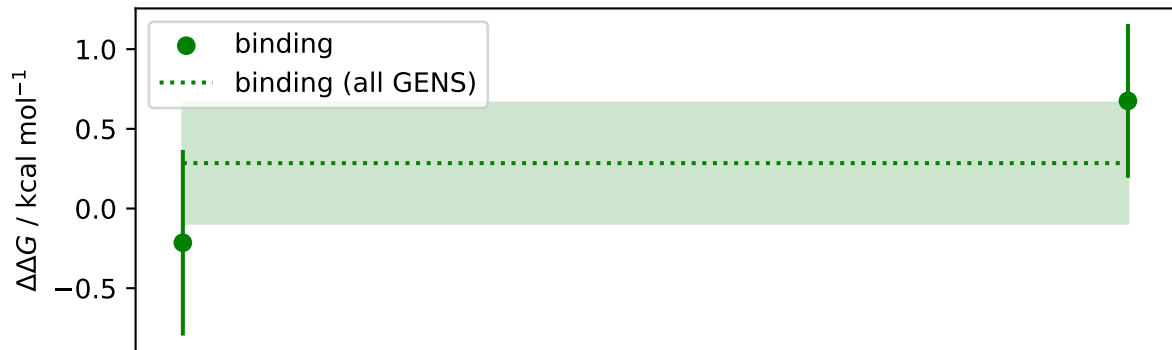 binding
binding (all GENS)
1.0
0.5
0.0
−0.5
ΔΔG / kcal mol⁻¹